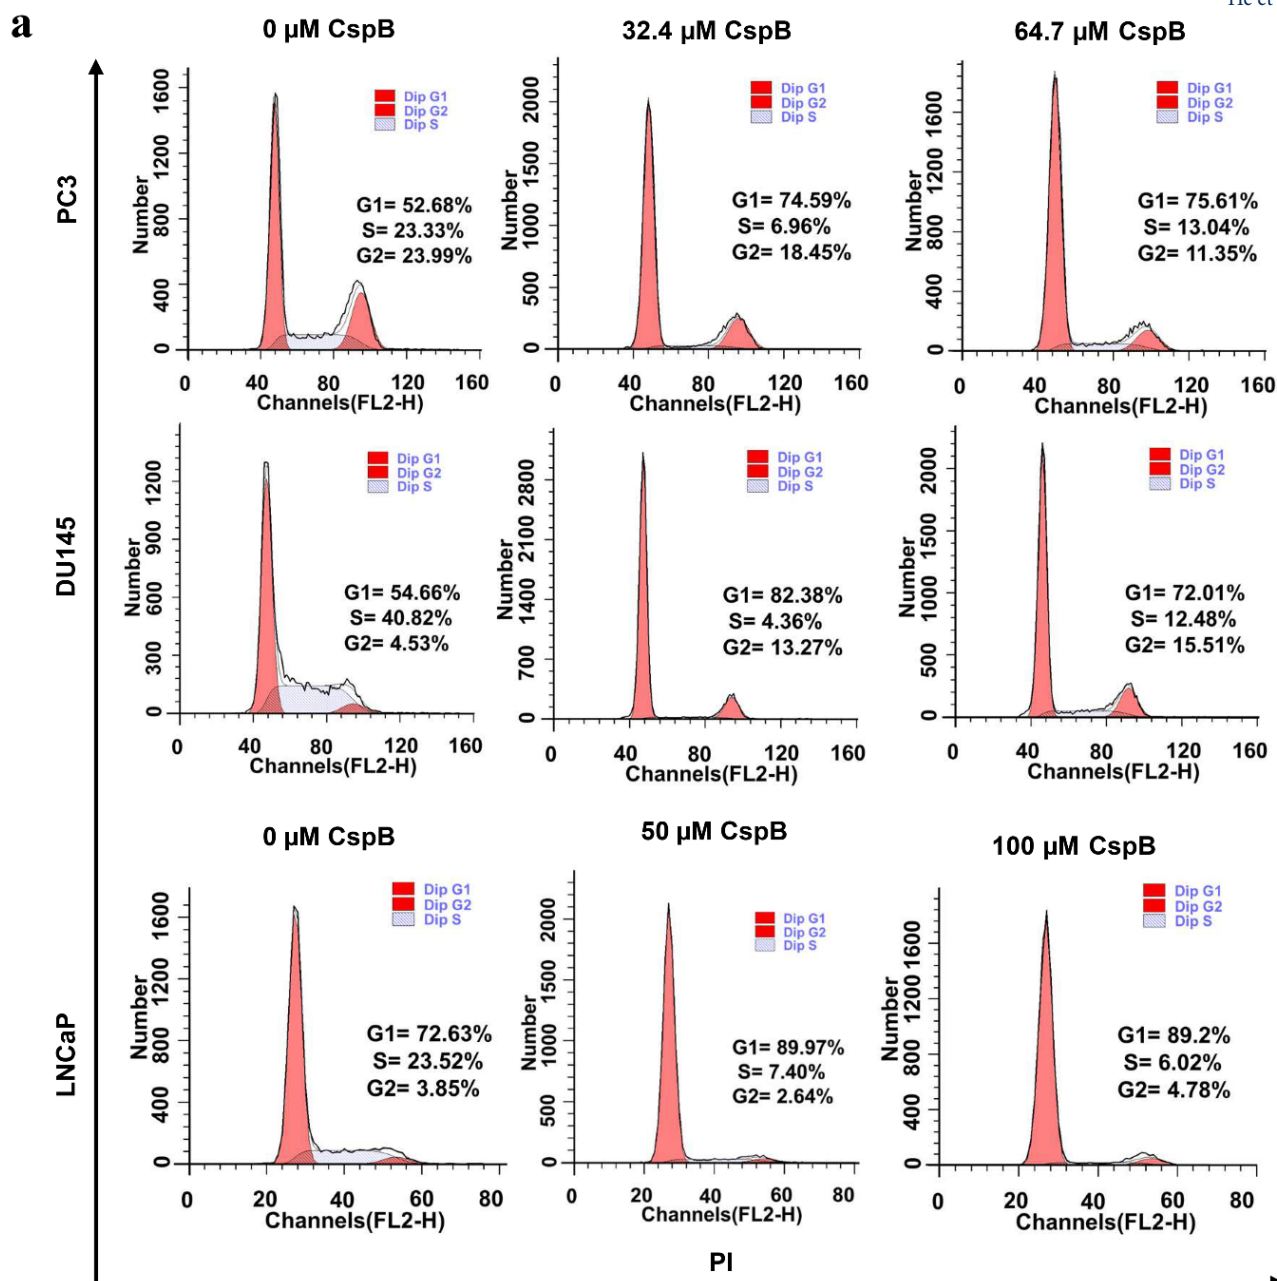 a
0 µM CspB
32.4 µM CspB
64.7 µM CspB
PC3
Number
1600
1200
800
400
0
Dip G1
Dip G2
Dip S
G1= 52.68%
S= 23.33%
G2= 23.99%
0 40 80 120 160
Channels(FL2-H)
Number
2000
1500
1000
500
0
Dip G1
Dip G2
Dip S
G1= 74.59%
S= 6.96%
G2= 18.45%
0 40 80 120 160
Channels(FL2-H)
Number
1600
1200
800
400
0
Dip G1
Dip G2
Dip S
G1= 75.61%
S= 13.04%
G2= 11.35%
0 40 80 120 160
Channels(FL2-H)
DU145
Number
1200
900
600
300
0
Dip G1
Dip G2
Dip S
G1= 54.66%
S= 40.82%
G2= 4.53%
0 40 80 120 160
Channels(FL2-H)
Number
2800
2100
1400
700
0
Dip G1
Dip G2
Dip S
G1= 82.38%
S= 4.36%
G2= 13.27%
0 40 80 120 160
Channels(FL2-H)
Number
2000
1500
1000
500
0
Dip G1
Dip G2
Dip S
G1= 72.01%
S= 12.48%
G2= 15.51%
0 40 80 120 160
Channels(FL2-H)
0 µM CspB
50 µM CspB
100 µM CspB
LNCaP
Number
1600
1200
800
400
0
Dip G1
Dip G2
Dip S
G1= 72.63%
S= 23.52%
G2= 3.85%
0 20 40 60 80
Channels(FL2-H)
Number
2000
1500
1000
500
0
Dip G1
Dip G2
Dip S
G1= 89.97%
S= 7.40%
G2= 2.64%
0 20 40 60 80
Channels(FL2-H)
Number
1600
1200
800
400
0
Dip G1
Dip G2
Dip S
G1= 89.2%
S= 6.02%
G2= 4.78%
0 20 40 60 80
Channels(FL2-H)
PI